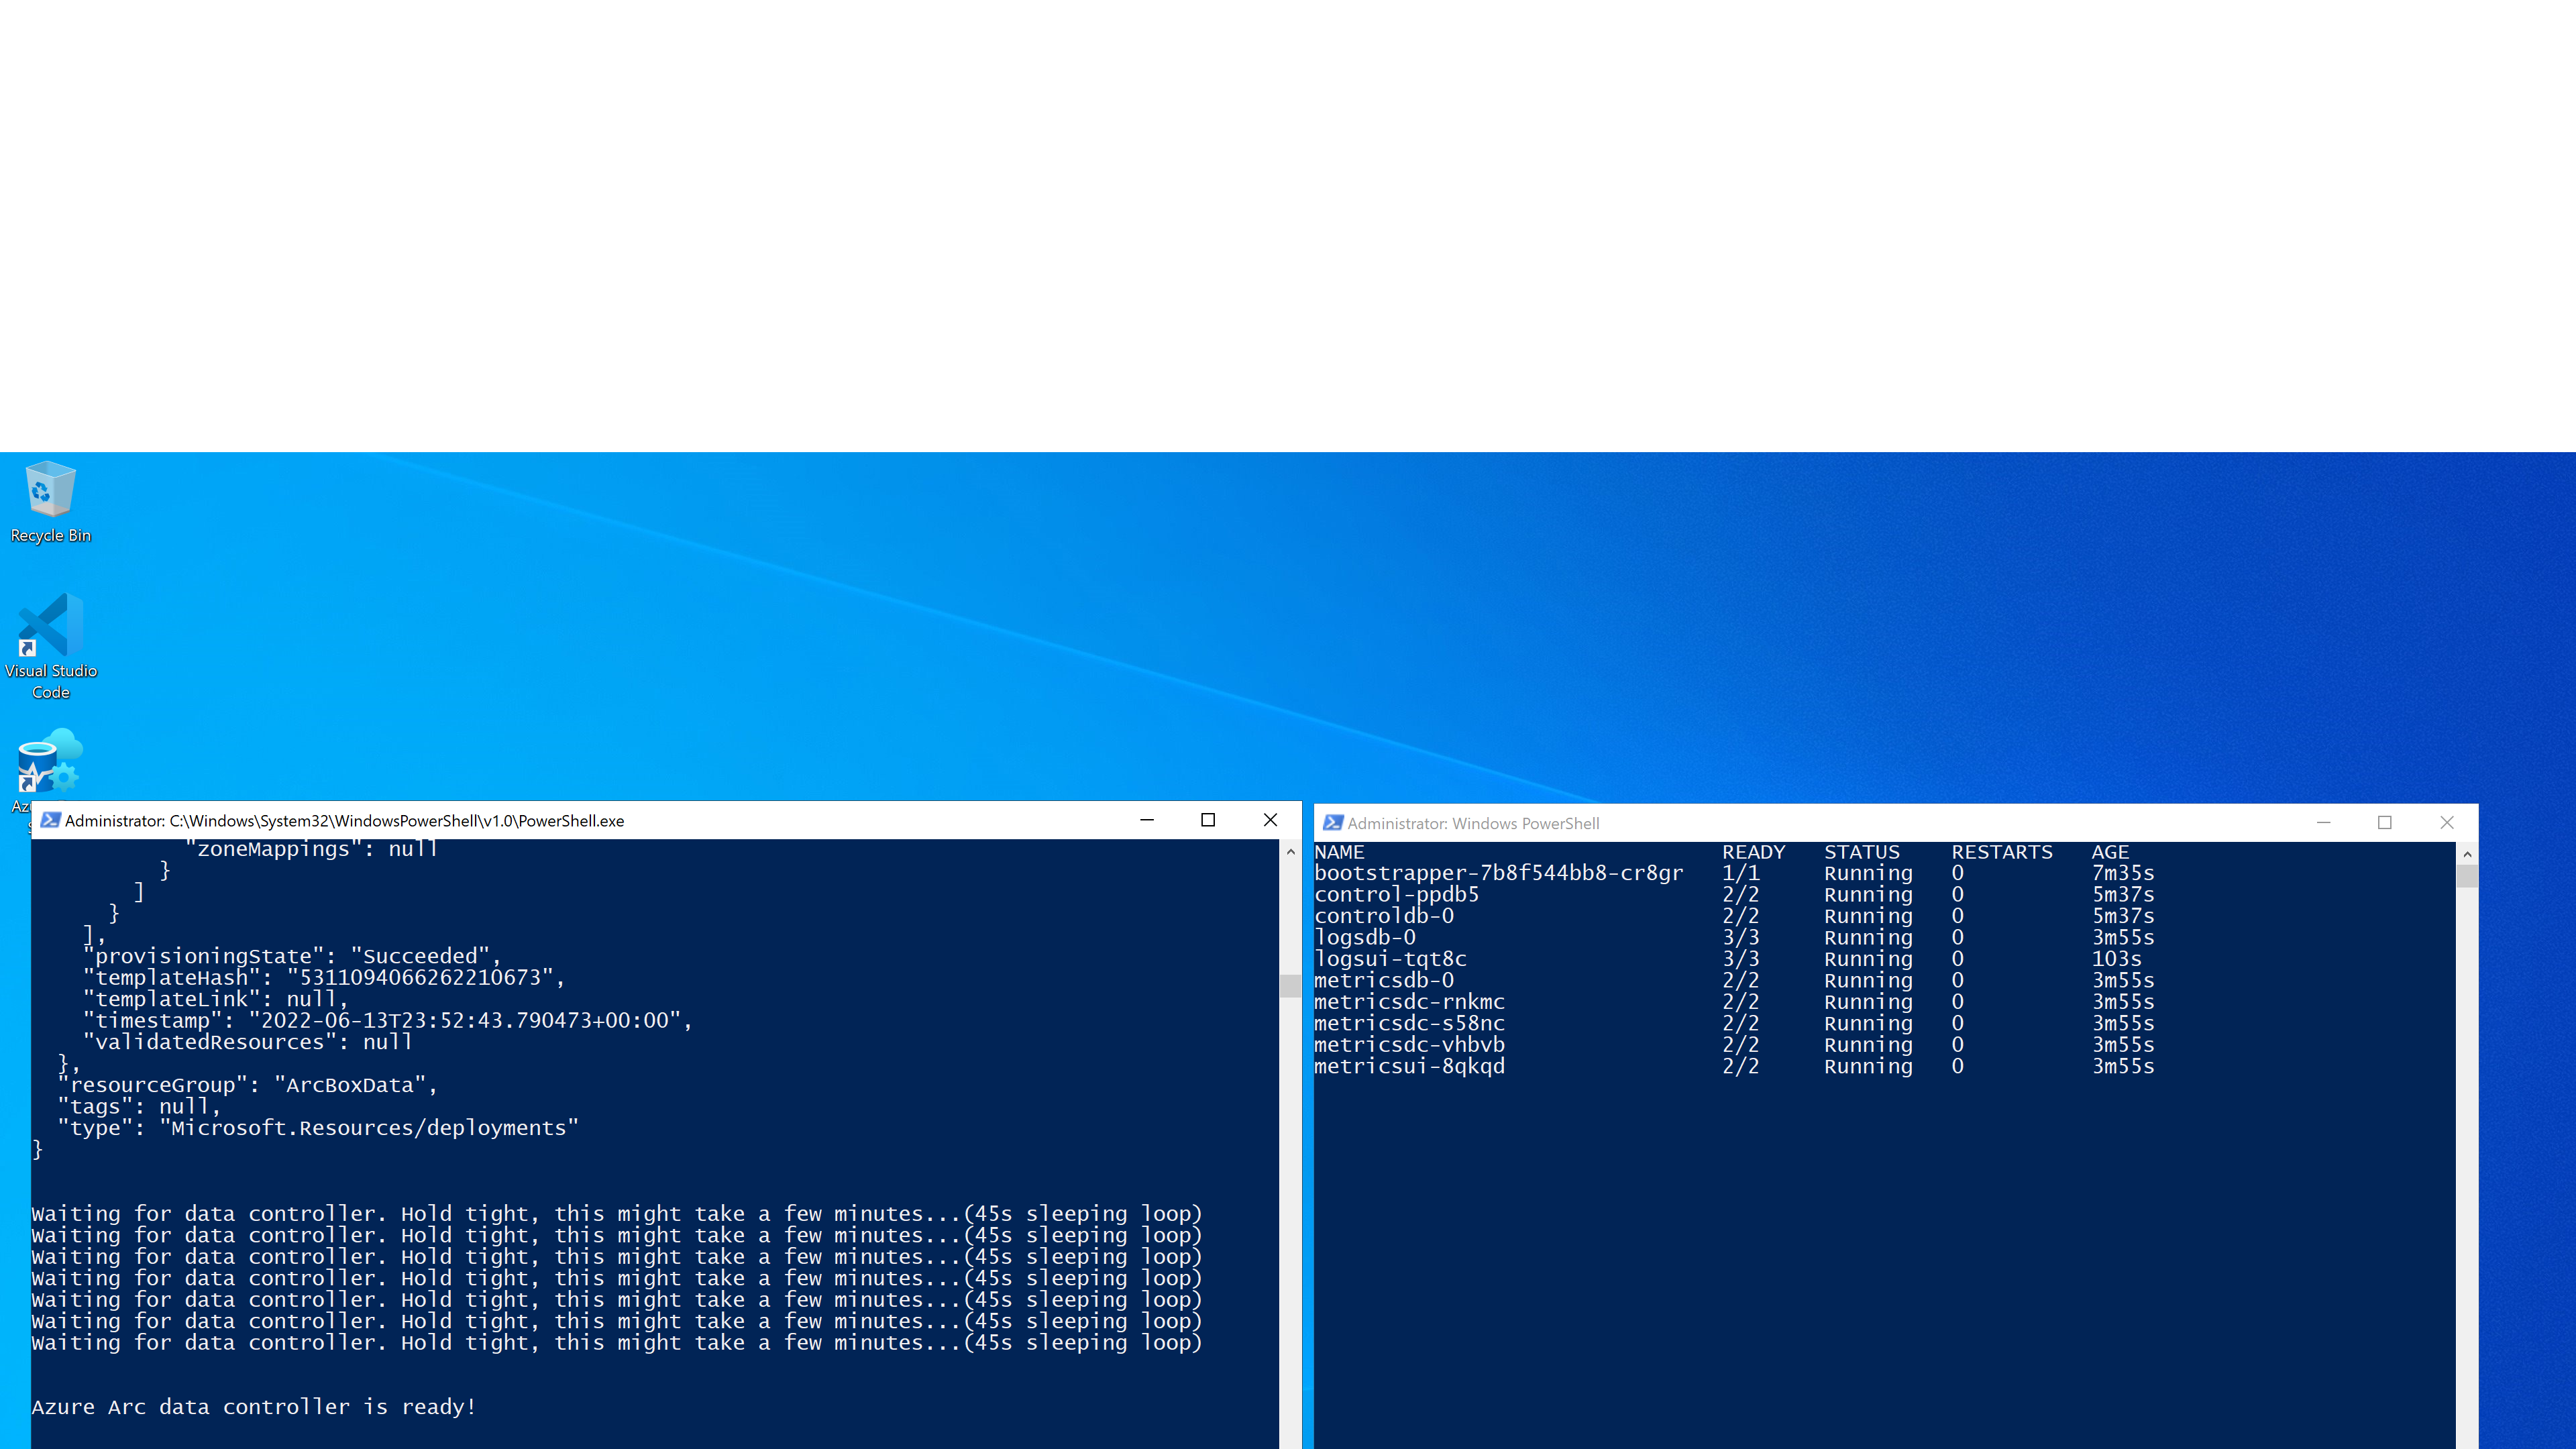 Recycle Bin
Visual Studio
Code
Administrator: C:\Windows\System32\WindowsPowerShell\v1.0\PowerShell.exe
"zoneMappings": null
}
]
}
],
"provisioningState": "Succeeded",
"templateHash": "5311094066262210673",
"templateLink": null,
"timestamp": "2022-06-13T23:52:43.790473+00:00",
"validatedResources": null
},
"resourceGroup": "ArcBoxData",
"tags": null,
"type": "Microsoft.Resources/deployments"
}
Waiting for data controller. Hold tight, this might take a few minutes...(45s sleeping loop)
Waiting for data controller. Hold tight, this might take a few minutes...(45s sleeping loop)
Waiting for data controller. Hold tight, this might take a few minutes...(45s sleeping loop)
Waiting for data controller. Hold tight, this might take a few minutes...(45s sleeping loop)
Waiting for data controller. Hold tight, this might take a few minutes...(45s sleeping loop)
Waiting for data controller. Hold tight, this might take a few minutes...(45s sleeping loop)
Waiting for data controller. Hold tight, this might take a few minutes...(45s sleeping loop)
Azure Arc data controller is ready!
Administrator: Windows PowerShell
NAME READY STATUS RESTARTS AGE
bootstrapper-7b8f544bb8-cr8gr 1/1 Running 0 7m35s
control-ppdb5 2/2 Running 0 5m37s
controldb-0 2/2 Running 0 5m37s
logsdb-0 3/3 Running 0 3m55s
logsui-tqt8c 3/3 Running 0 103s
metricsdb-0 2/2 Running 0 3m55s
metricsdc-rnkmc 2/2 Running 0 3m55s
metricsdc-s58nc 2/2 Running 0 3m55s
metricsdc-vhbvb 2/2 Running 0 3m55s
metricsui-8qkqd 2/2 Running 0 3m55s